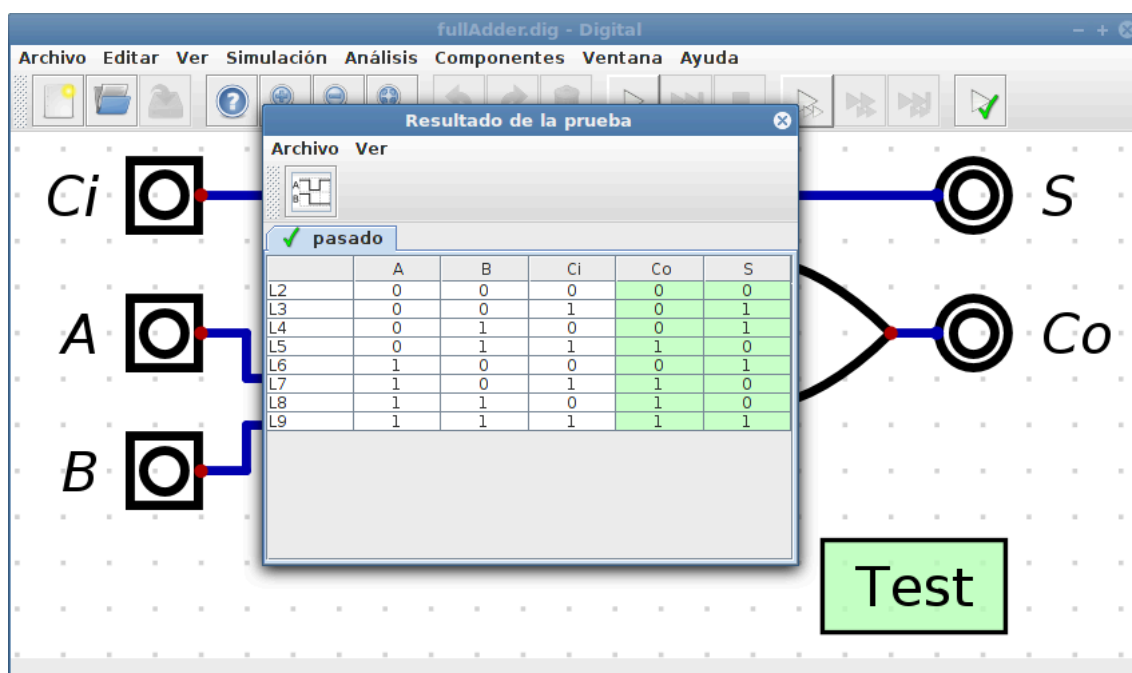 fullAdder.dig - Digital
Archivo Editar Ver Simulación Análisis Componentes Ventana Ayuda
Resultado de la prueba
Archivo Ver
A
B
pasado
A B Ci Co S
L2 0 0 0 0 0
L3 0 0 1 0 1
L4 0 1 0 0 1
L5 0 1 1 1 0
L6 1 0 0 0 1
L7 1 0 1 1 0
L8 1 1 0 1 0
L9 1 1 1 1 1
Ci
S
A
Co
B
Test